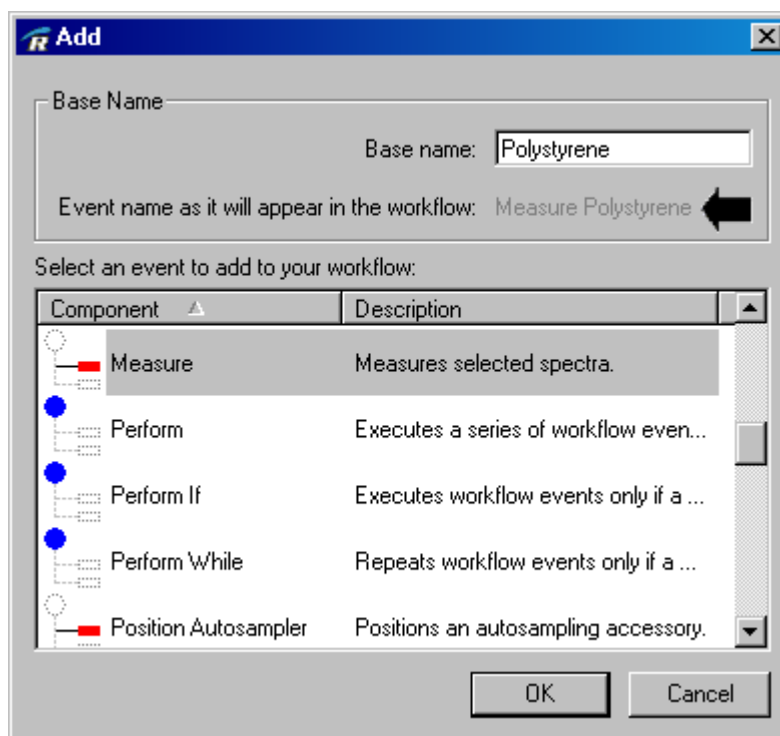 Add
Base Name
Base name: Polystyrene
Event name as it will appear in the workflow: Measure Polystyrene
Select an event to add to your workflow:
Component Description
Measure Measures selected spectra.
Perform Executes a series of workflow even...
Perform If Executes workflow events only if a ...
Perform While Repeats workflow events only if a ...
Position Autosampler Positions an autosampling accessory.
OK Cancel